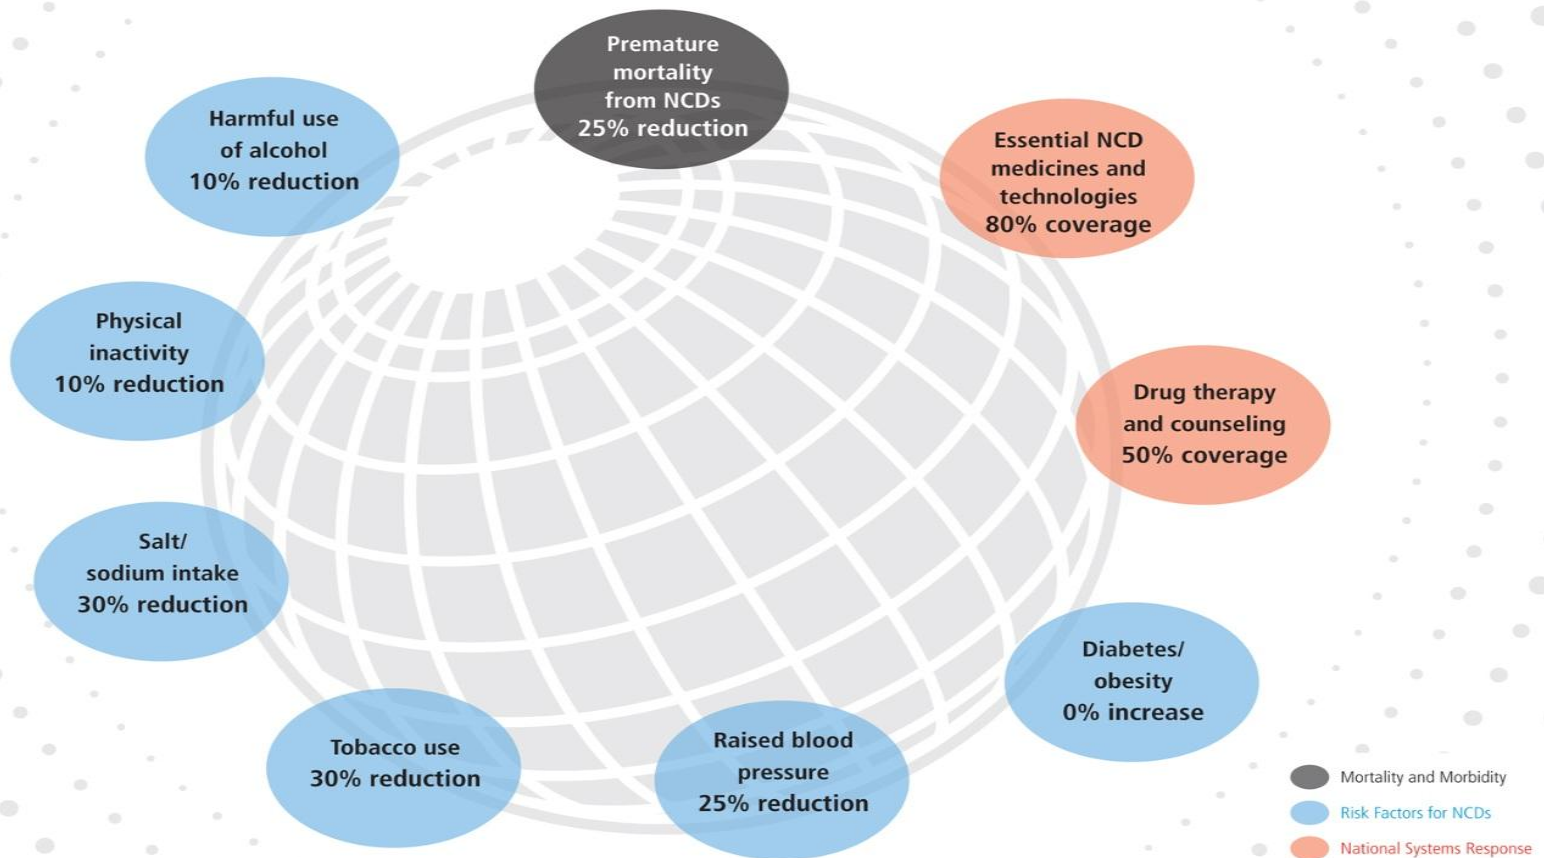 Premature
mortality
from NCDs
25% reduction
Harmful use
of alcohol
10% reduction
Essential NCD
medicines and
technologies
80% coverage
Physical
inactivity
10% reduction
Drug therapy
and counseling
50% coverage
Salt/
sodium intake
30% reduction
Diabetes/
obesity
0% increase
Tobacco use
30% reduction
Raised blood
pressure
25% reduction
Mortality and Morbidity
Risk Factors for NCDs
National Systems Response